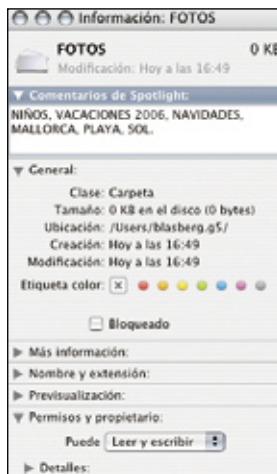 Información: FOTOS
FOTOS 0 KB
Modificación: Hoy a las 16:49
Comentarios de Spotlight:
NIÑOS, VACACIONES 2006, NAVIDADES,
MALLORCA, PLAYA, SOL.
General:
Clase: Carpeta
Tamaño: 0 KB en el disco (0 bytes)
Ubicación: /Users/blasberg.g5/
Creación: Hoy a las 16:49
Modificación: Hoy a las 16:49
Etiqueta color:
Bloqueado
Más información:
Nombre y extensión:
Previsualización:
Permisos y propietario:
Puede Leer y escribir
Detalles: